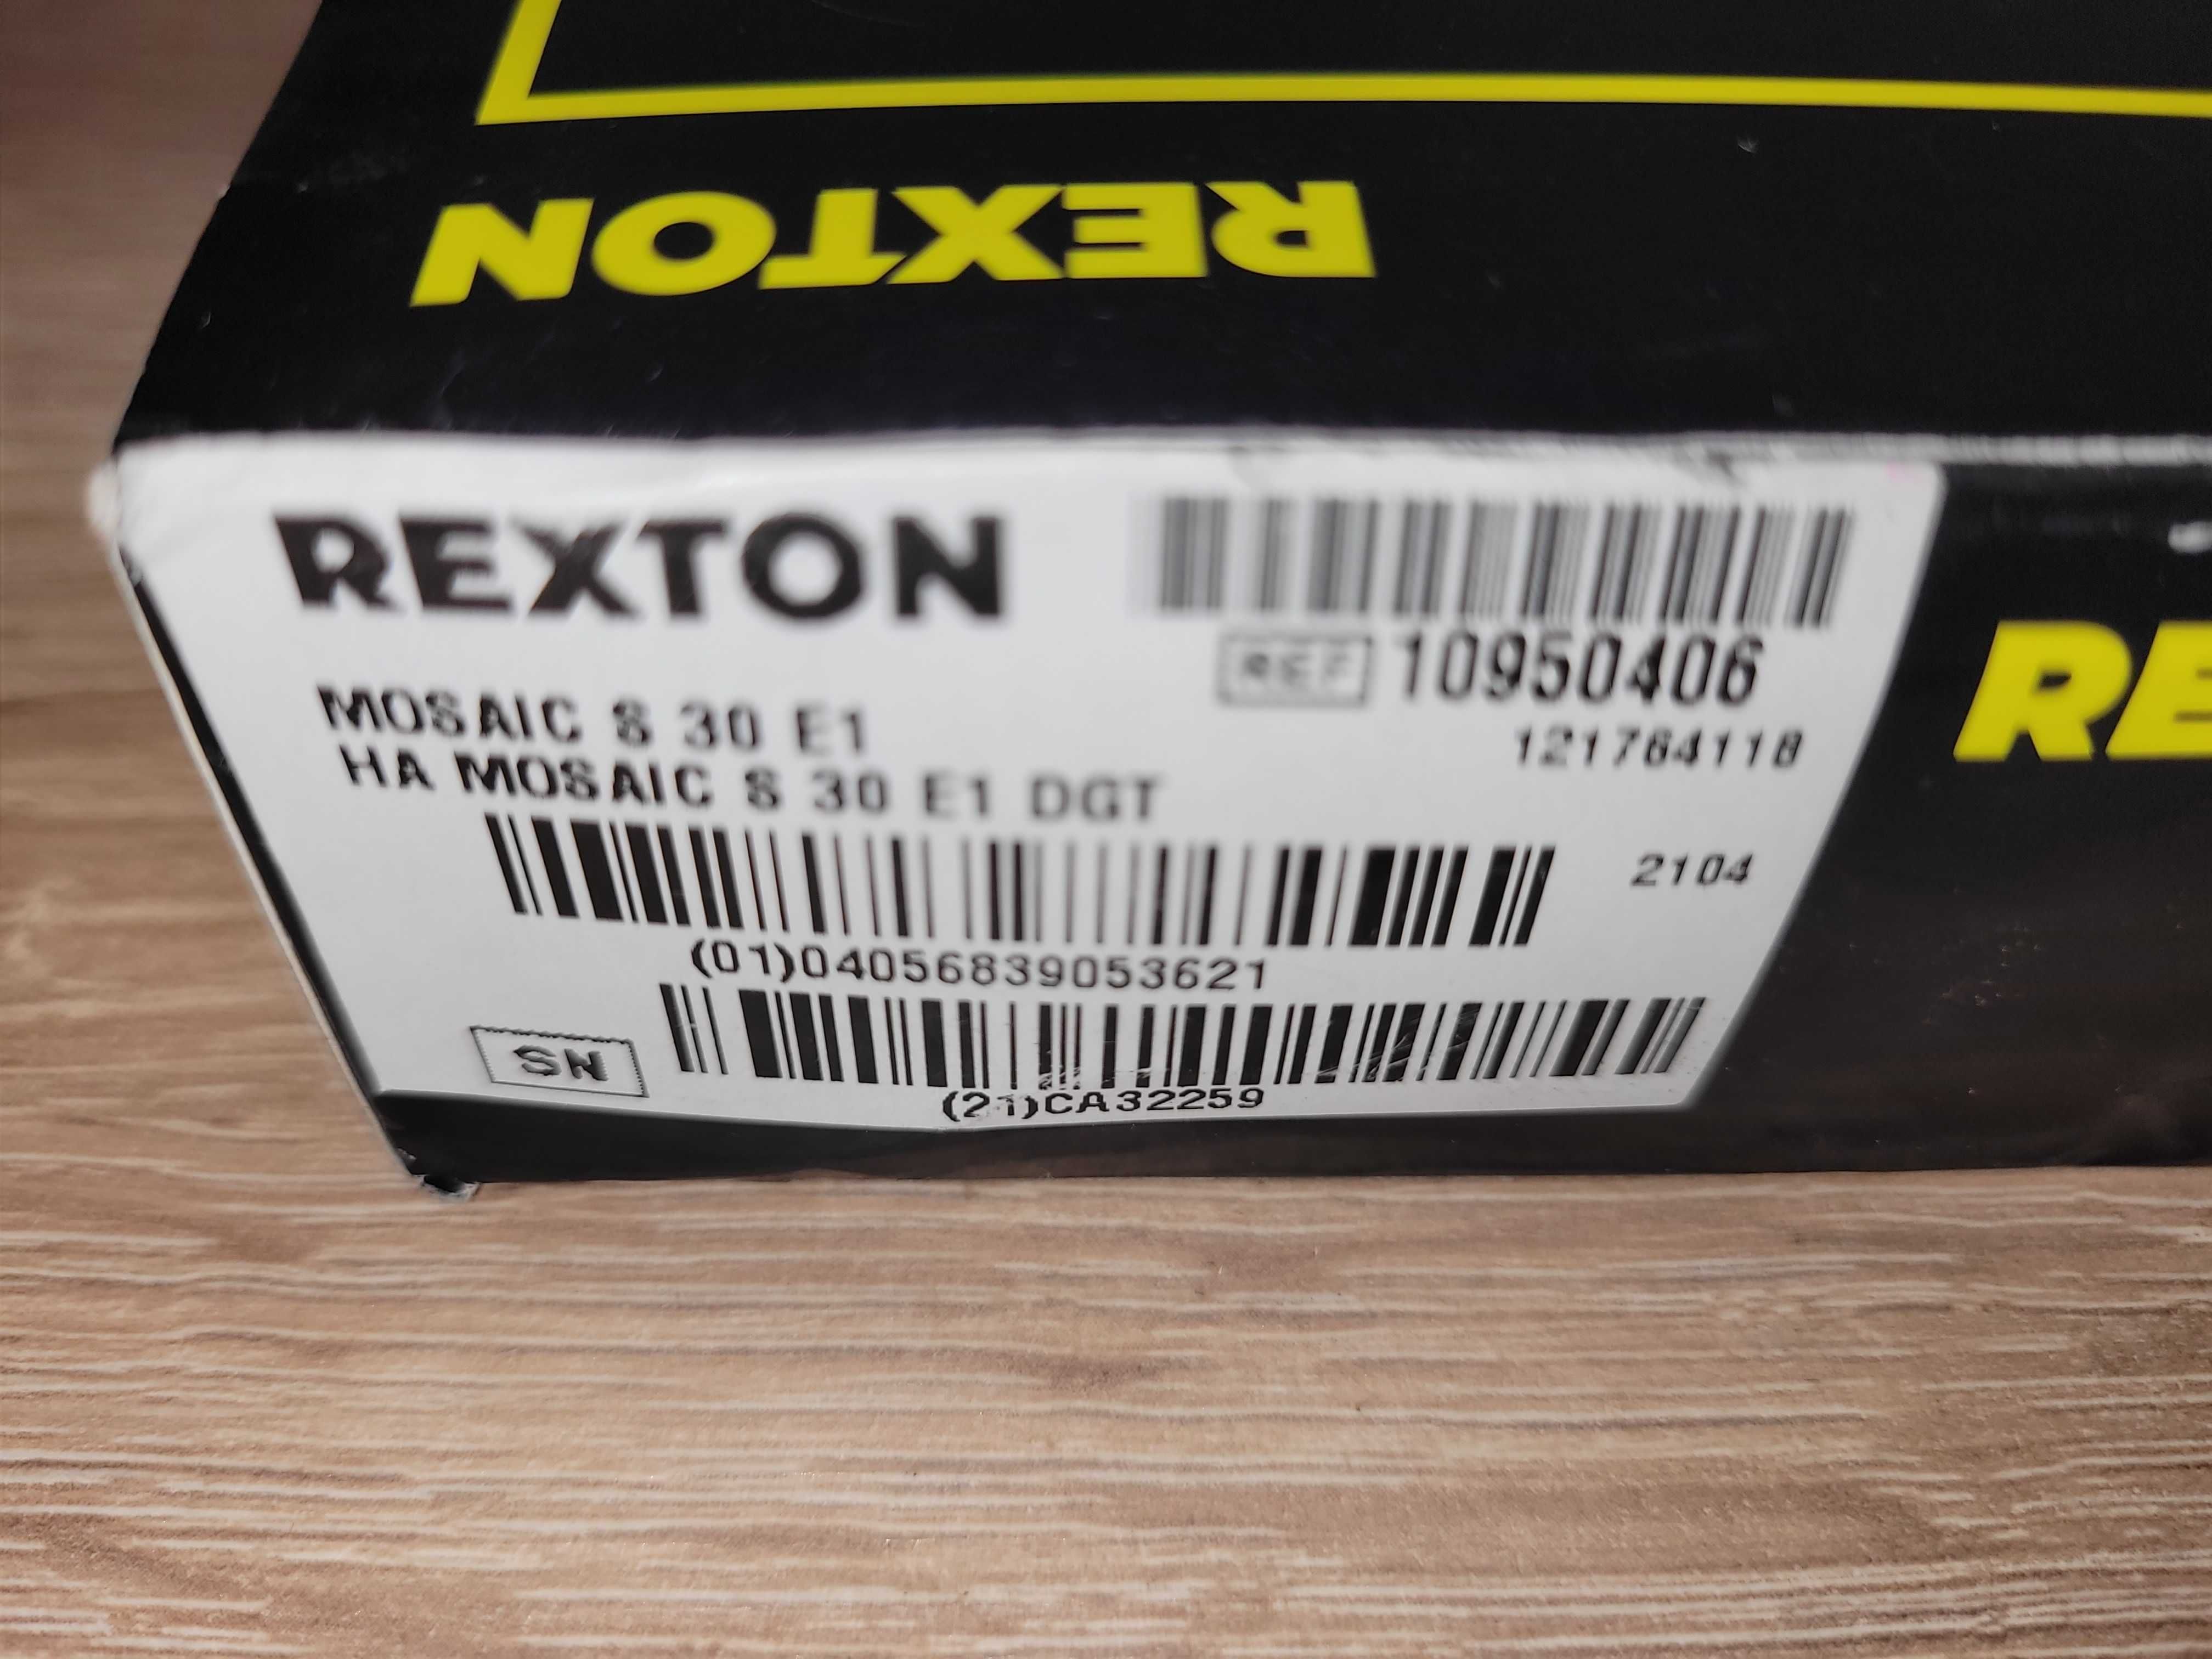 REXTON
REXTON
REF 10950406
MOSAIC S 30 E1
121764118
HA MOSAIC S 30 E1 DGT
2104
(01)04056839053621
SN
(21)CA32259
RE